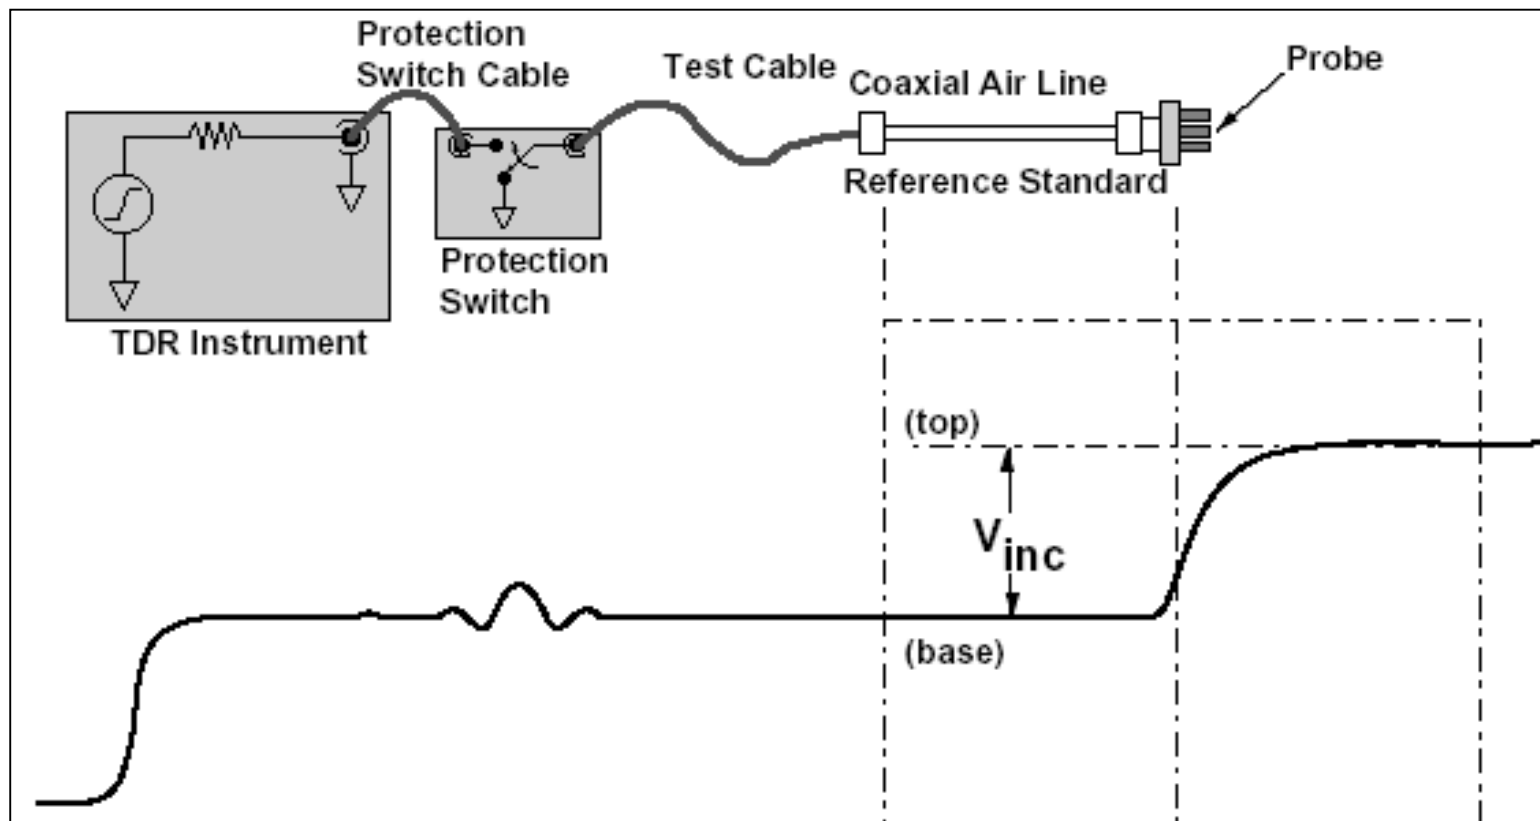 Protection
Switch Cable
Test Cable
Coaxial Air Line
Probe
Reference Standard
Protection
Switch
TDR Instrument
(top)
Vinc
(base)